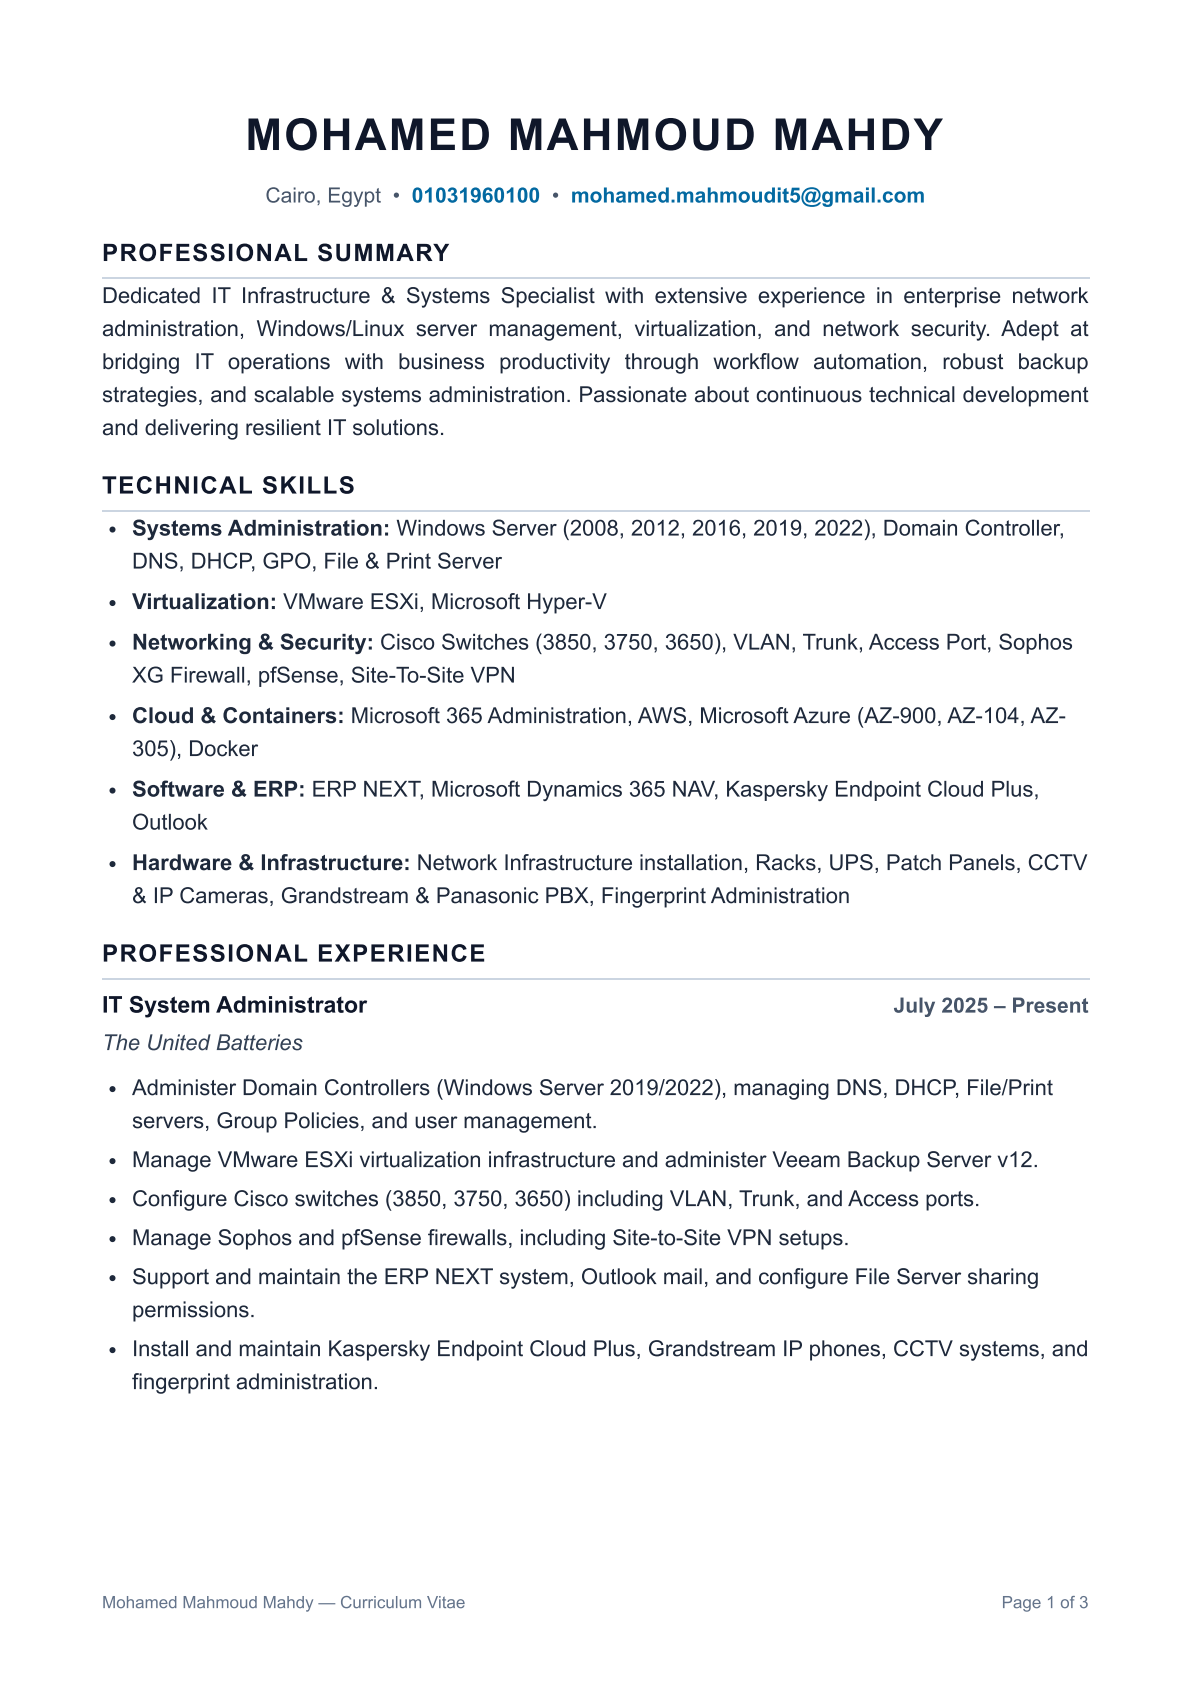 MOHAMED MAHMOUD MAHDY
Cairo, Egypt • 01031960100 • mohamed.mahmoudit5@gmail.com
PROFESSIONAL SUMMARY
Dedicated IT Infrastructure & Systems Specialist with extensive experience in enterprise network
administration, Windows/Linux server management, virtualization, and network security. Adept at
bridging IT operations with business productivity through workflow automation, robust backup
strategies, and scalable systems administration. Passionate about continuous technical development
and delivering resilient IT solutions.
TECHNICAL SKILLS
• Systems Administration: Windows Server (2008, 2012, 2016, 2019, 2022), Domain Controller,
DNS, DHCP, GPO, File & Print Server
• Virtualization: VMware ESXi, Microsoft Hyper-V
• Networking & Security: Cisco Switches (3850, 3750, 3650), VLAN, Trunk, Access Port, Sophos
XG Firewall, pfSense, Site-To-Site VPN
• Cloud & Containers: Microsoft 365 Administration, AWS, Microsoft Azure (AZ-900, AZ-104, AZ-
305), Docker
• Software & ERP: ERP NEXT, Microsoft Dynamics 365 NAV, Kaspersky Endpoint Cloud Plus,
Outlook
• Hardware & Infrastructure: Network Infrastructure installation, Racks, UPS, Patch Panels, CCTV
& IP Cameras, Grandstream & Panasonic PBX, Fingerprint Administration
PROFESSIONAL EXPERIENCE
IT System Administrator July 2025 – Present
The United Batteries
• Administer Domain Controllers (Windows Server 2019/2022), managing DNS, DHCP, File/Print
servers, Group Policies, and user management.
• Manage VMware ESXi virtualization infrastructure and administer Veeam Backup Server v12.
• Configure Cisco switches (3850, 3750, 3650) including VLAN, Trunk, and Access ports.
• Manage Sophos and pfSense firewalls, including Site-to-Site VPN setups.
• Support and maintain the ERP NEXT system, Outlook mail, and configure File Server sharing
permissions.
• Install and maintain Kaspersky Endpoint Cloud Plus, Grandstream IP phones, CCTV systems, and
fingerprint administration.
Mohamed Mahmoud Mahdy — Curriculum Vitae Page 1 of 3